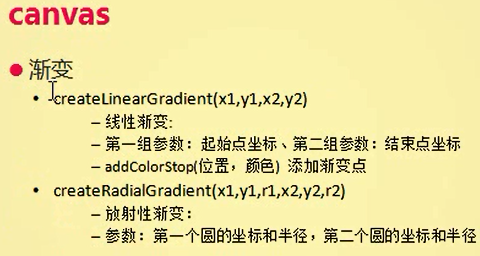 canvas
● 渐变
• createLinearGradient(x1,y1,x2,y2)
– 线性渐变:
– 第一组参数：起始点坐标、第二组参数：结束点坐标
– addColorStop(位置，颜色) 添加渐变点
• createRadialGradient(x1,y1,r1,x2,y2,r2)
– 放射性渐变：
– 参数：第一个圆的坐标和半径，第二个圆的坐标和半径